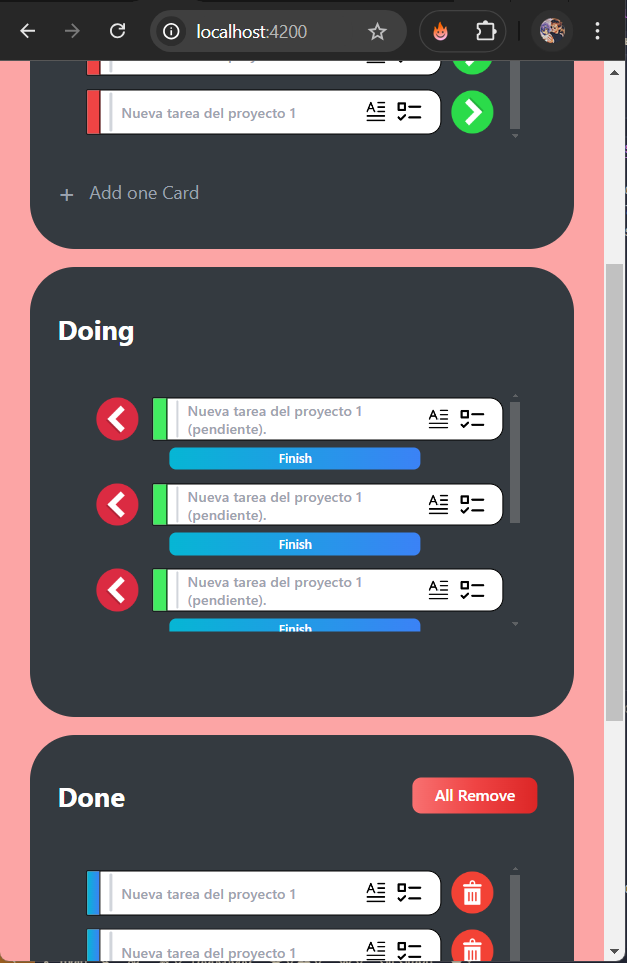 localhost:4200
Nueva tarea del proyecto 1
+ Add one Card
Doing
Nueva tarea del proyecto 1
(pendiente).
Finish
Nueva tarea del proyecto 1
(pendiente).
Finish
Nueva tarea del proyecto 1
(pendiente).
Finish
Done
All Remove
Nueva tarea del proyecto 1
Nueva tarea del proyecto 1